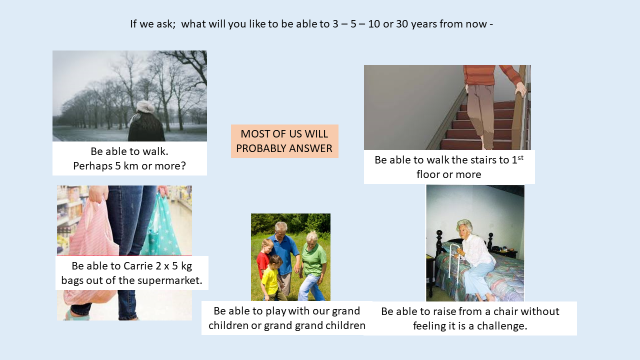 If we ask;  what will you like to be able to 3 – 5 – 10 or 30 years from now -
Be able to walk.
Perhaps 5 km or more?
MOST OF US WILL
PROBABLY ANSWER
Be able to walk the stairs to 1st
floor or more
Be able to Carrie 2 x 5 kg
bags out of the supermarket.
Be able to play with our grand
children or grand grand children
Be able to raise from a chair without
feeling it is a challenge.